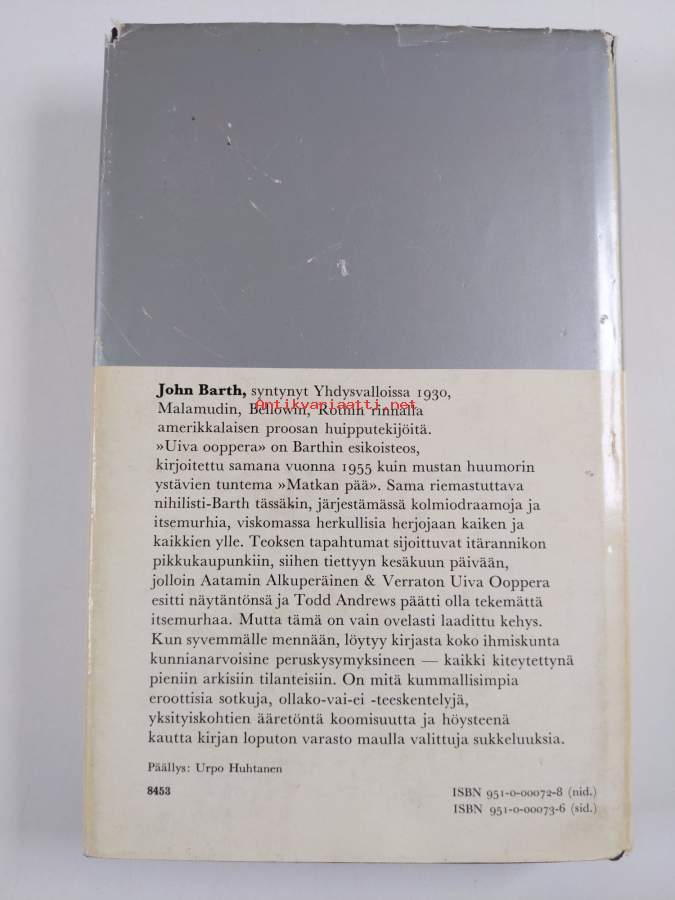 John Barth, syntynyt Yhdysvalloissa 1930,
Malamudin, Bellowin, Rothin rinnalla
Antikvariaatti.net
amerikkalaisen proosan huipputekijöitä.
»Uiva ooppera» on Barthin esikoisteos,
kirjoitettu samana vuonna 1955 kuin mustan huumorin
ystävien tuntema »Matkan pää». Sama riemastuttava
nihilisti-Barth tässäkin, järjestämässä kolmiodraamoja ja
itsemurhia, viskomassa herkullisia herjojaan kaiken ja
kaikkien ylle. Teoksen tapahtumat sijoittuvat itärannikon
pikkukaupunkiin, siihen tiettyyn kesäkuun päivään,
jolloin Aatamin Alkuperäinen & Verraton Uiva Ooppera
esitti näytäntönsä ja Todd Andrews päätti olla tekemättä
itsemurhaa. Mutta tämä on vain ovelasti laadittu kehys.
Kun syvemmälle mennään, löytyy kirjasta koko ihmiskunta
kunnianarvoisine peruskysymyksineen — kaikki kiteytettynä
pieniin arkisiin tilanteisiin. On mitä kummallisimpia
eroottisia sotkuja, ollako-vai-ei -teeskentelyjä,
yksityiskohtien ääretöntä koomisuutta ja höysteenä
kautta kirjan loputon varasto maulla valittuja sukkeluuksia.
Päällys: Urpo Huhtanen
8453
ISBN 951-0-00072-8 (nid.)
ISBN 951-0-00073-6 (sid.)